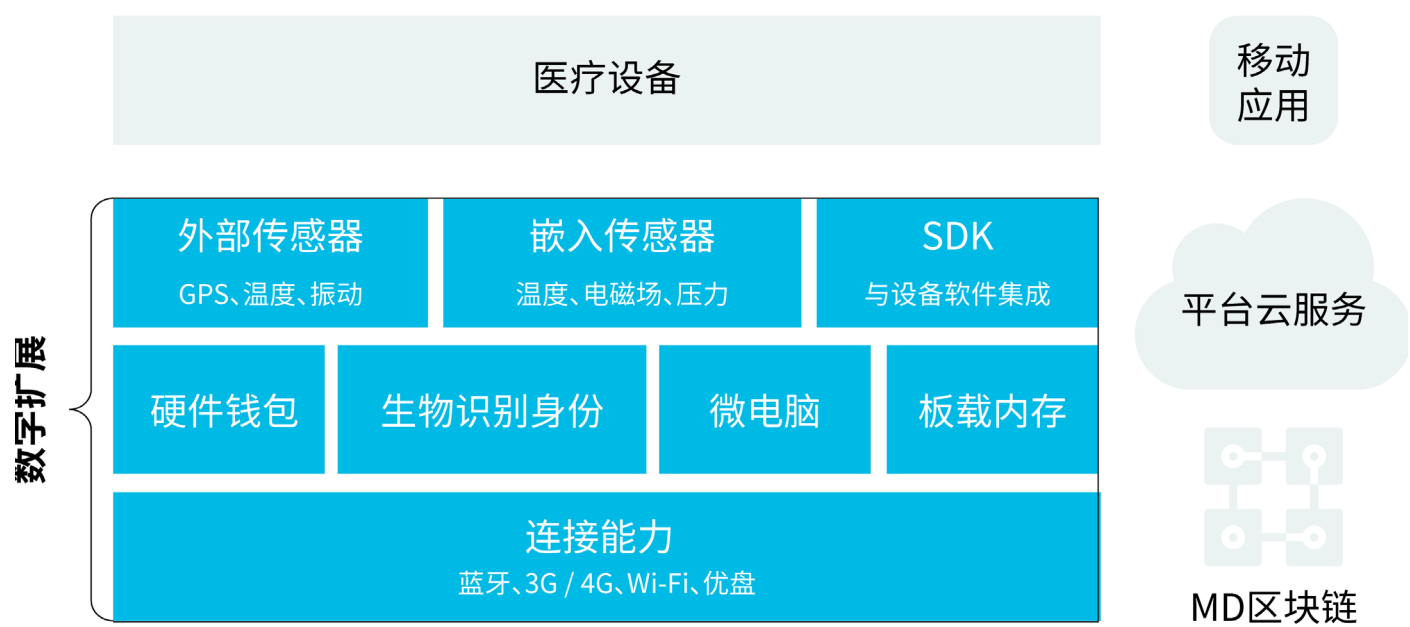 医疗设备
移动
应用
数字扩展
外部传感器
GPS、温度、振动
嵌入传感器
温度、电磁场、压力
SDK
与设备软件集成
平台云服务
硬件钱包
生物识别身份
微电脑
板载内存
连接能力
蓝牙、3G / 4G、Wi-Fi、优盘
MD区块链